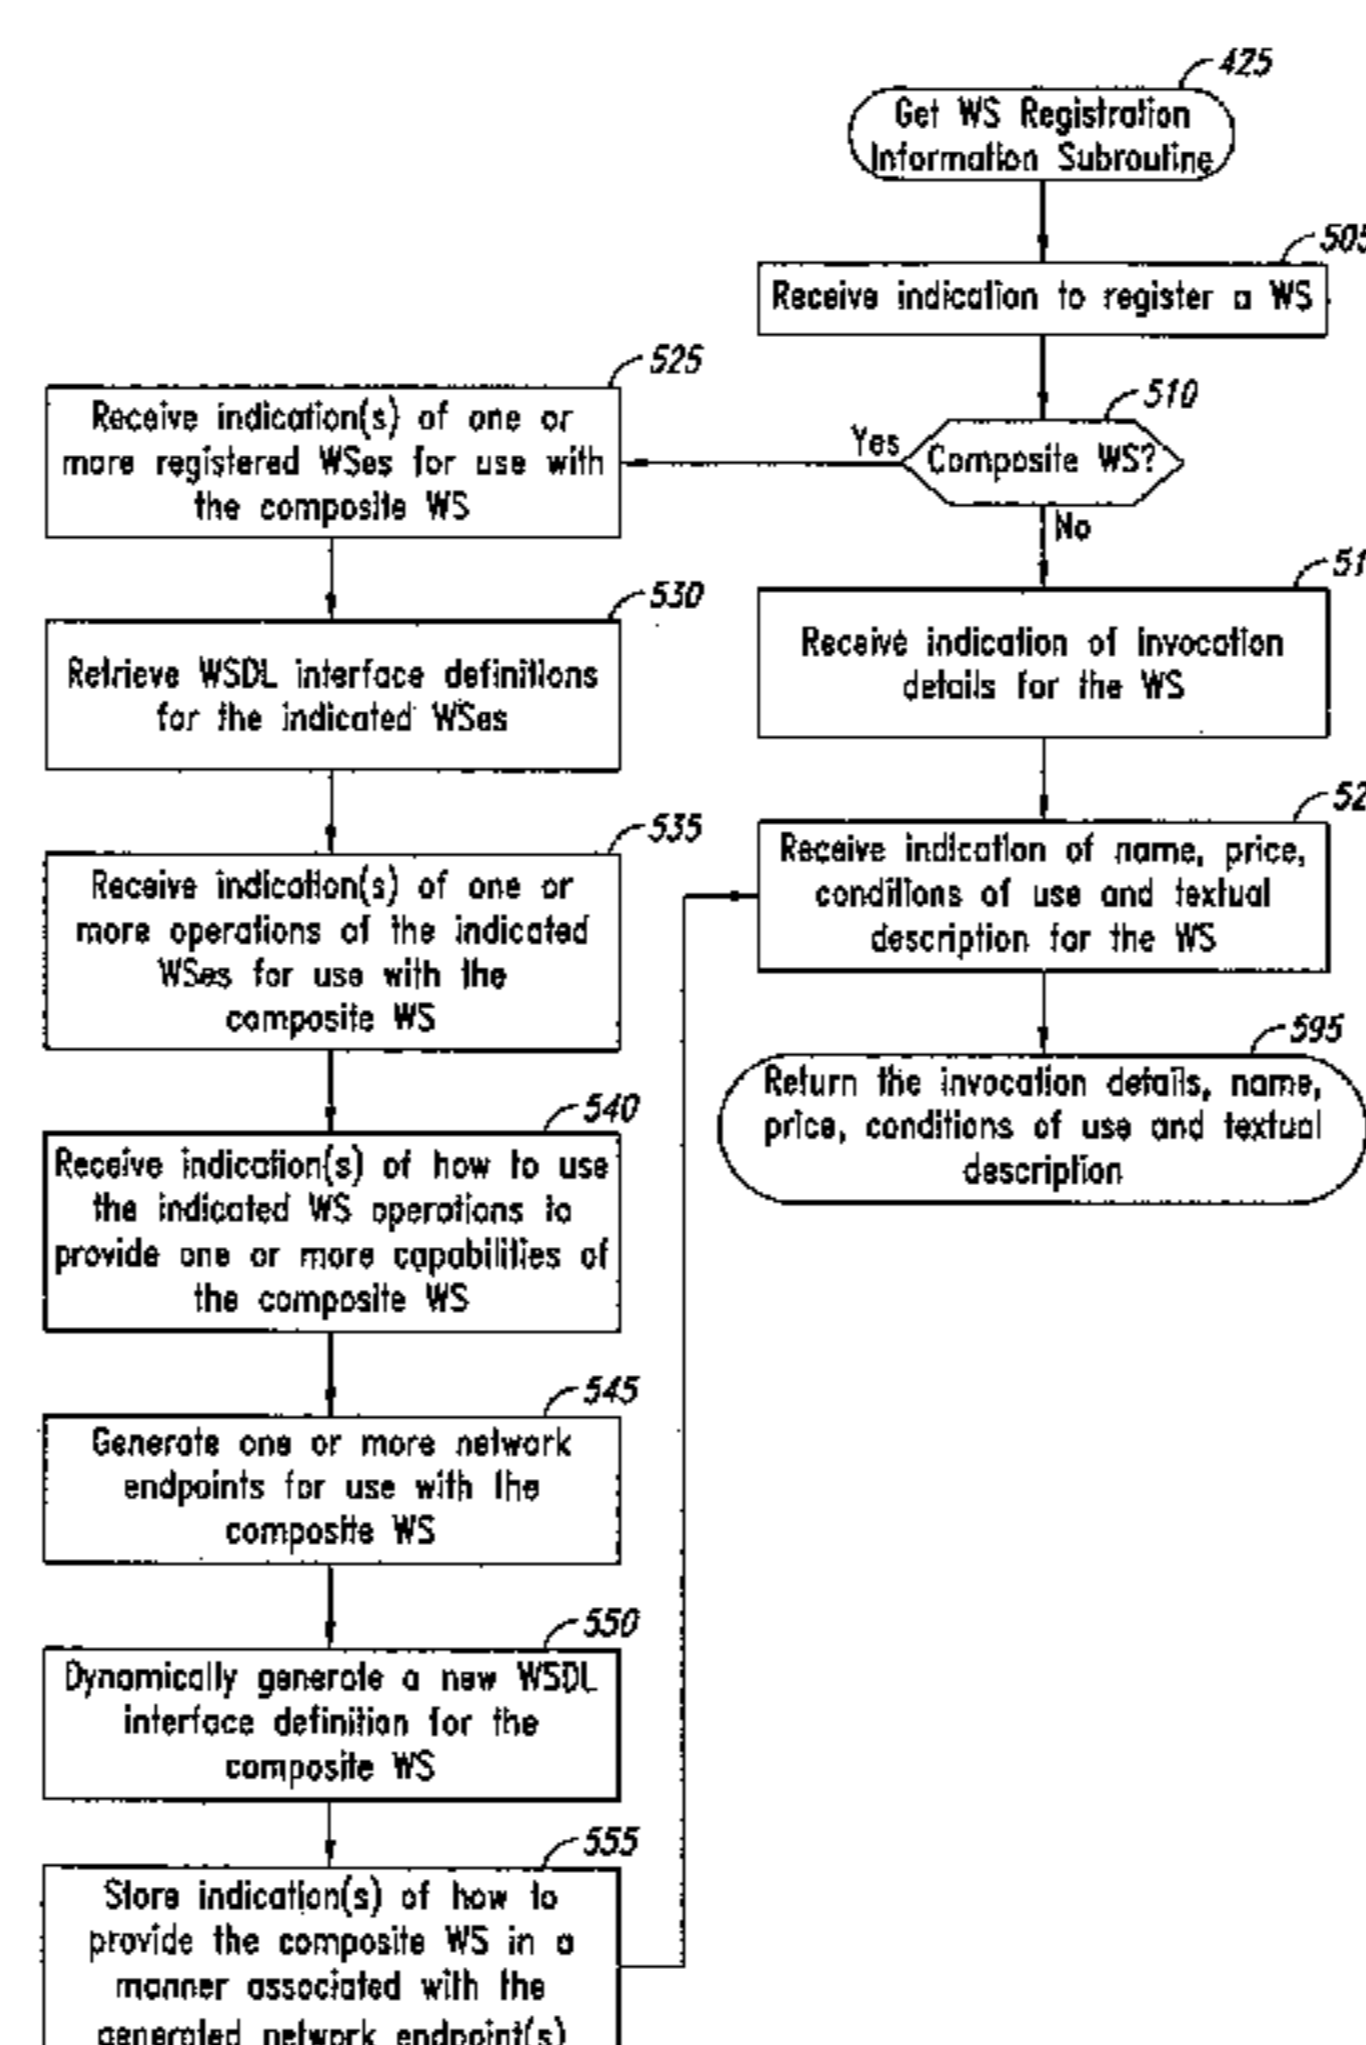 425
Get WS Registration
Information Subroutine
505
Receive indication to register a WS
510
Composite WS?
Yes
No
525
Receive indication(s) of one or
more registered WSes for use with
the composite WS
530
Retrieve WSDL interface definitions
for the indicated WSes
535
Receive indication(s) of one or
more operations of the indicated
WSes for use with the
composite WS
540
Receive indication(s) of how to use
the indicated WS operations to
provide one or more capabilities of
the composite WS
545
Generate one or more network
endpoints for use with the
composite WS
550
Dynamically generate a new WSDL
interface definition for the
composite WS
555
Store indication(s) of how to
provide the composite WS in a
manner associated with the
generated network endpoint(s)
51
Receive indication of invocation
details for the WS
52
Receive indication of name, price,
conditions of use and textual
description for the WS
595
Return the invocation details, name,
price, conditions of use and textual
description